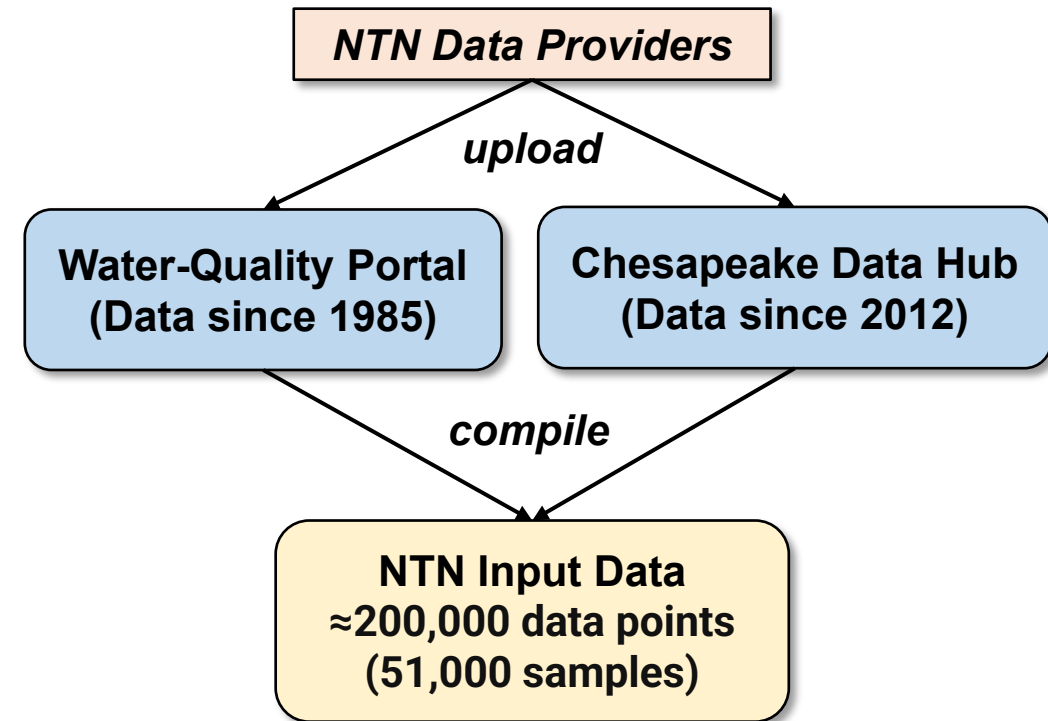 NTN Data Providers
upload
Water-Quality Portal
(Data since 1985)
Chesapeake Data Hub
(Data since 2012)
compile
NTN Input Data
≈200,000 data points
(51,000 samples)